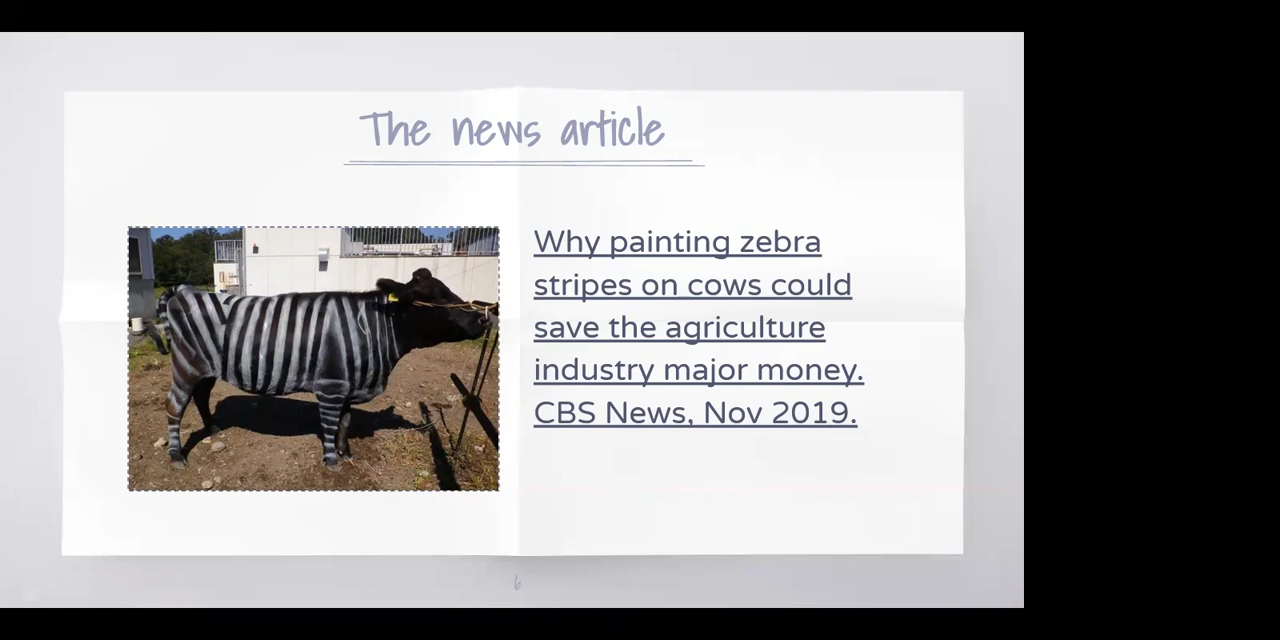 The news article
Why painting zebra
stripes on cows could
save the agriculture
industry major money.
CBS News, Nov 2019.
6